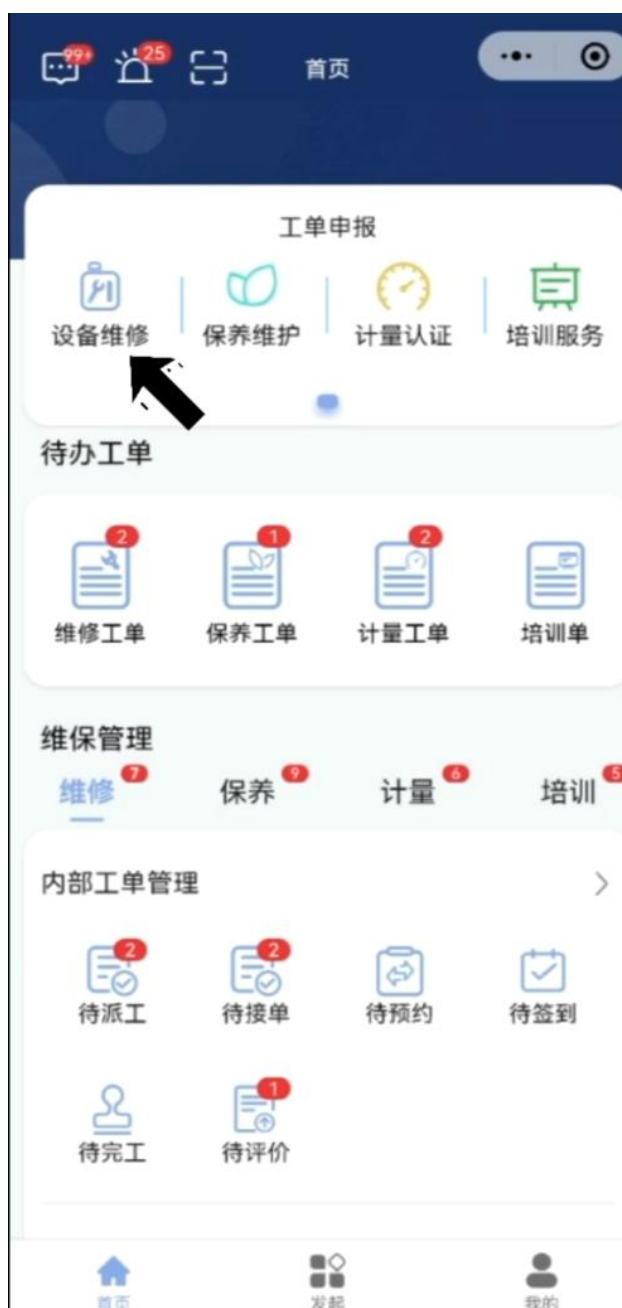 99+ 25 首页
工单申报
设备维修 保养维护 计量认证 培训服务
待办工单
2 1 2
维修工单 保养工单 计量工单 培训单
维保管理
维修 7 保养 9 计量 6 培训 5
内部工单管理
2 2
待派工 待接单 待预约 待签到
1
待完工 待评价
首页 发起 我的